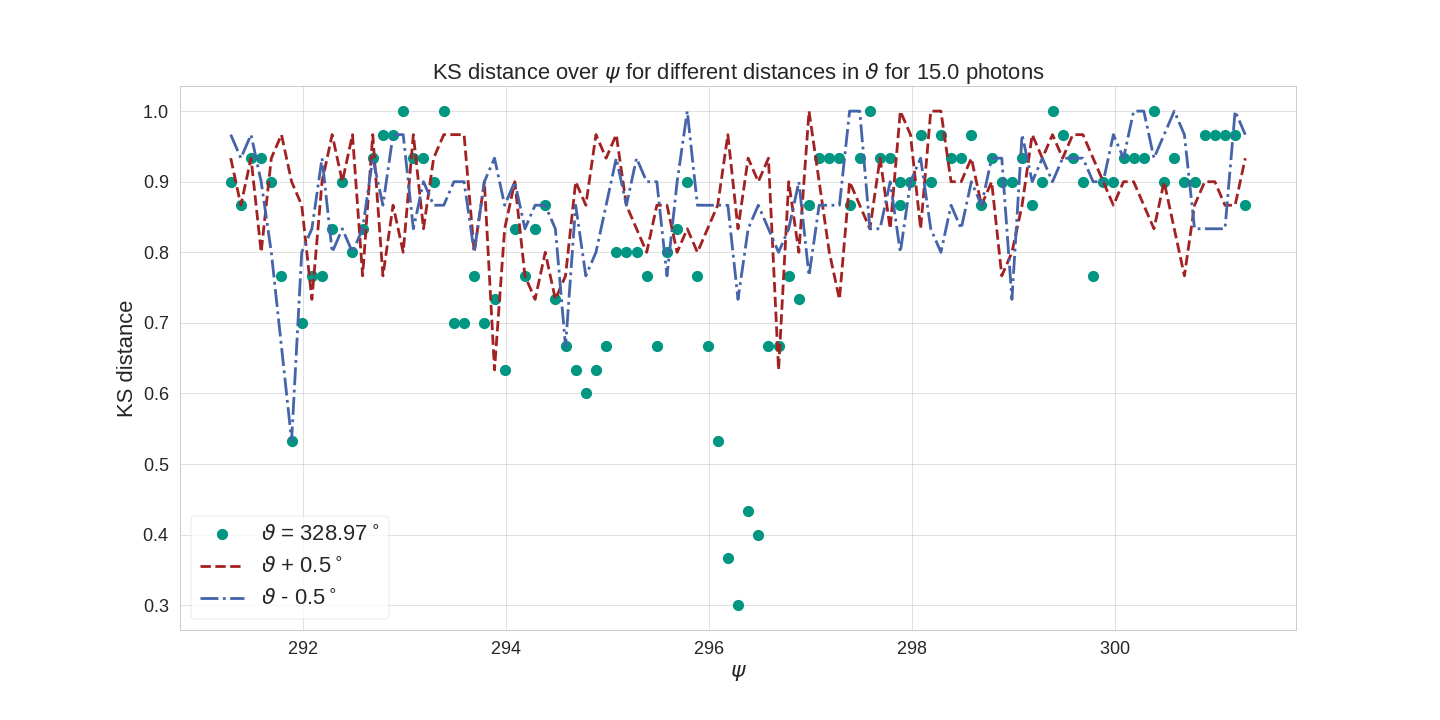 KS distance over ψ for different distances in ϑ for 15.0 photons
KS distance
1.0
0.9
0.8
0.7
0.6
0.5
0.4
0.3
ϑ = 328.97°
ϑ + 0.5°
ϑ - 0.5°
292
294
296
298
300
ψ